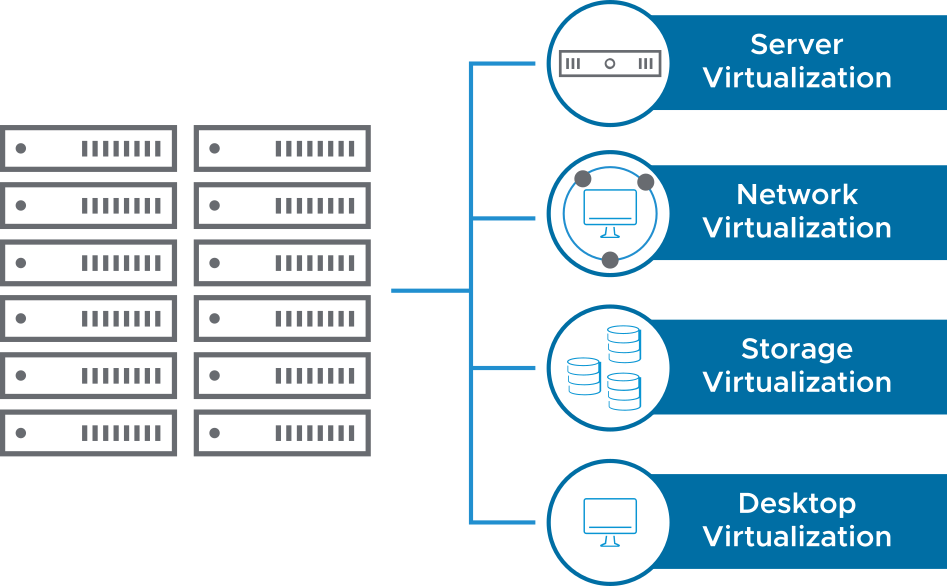 Server
Virtualization
Network
Virtualization
Storage
Virtualization
Desktop
Virtualization